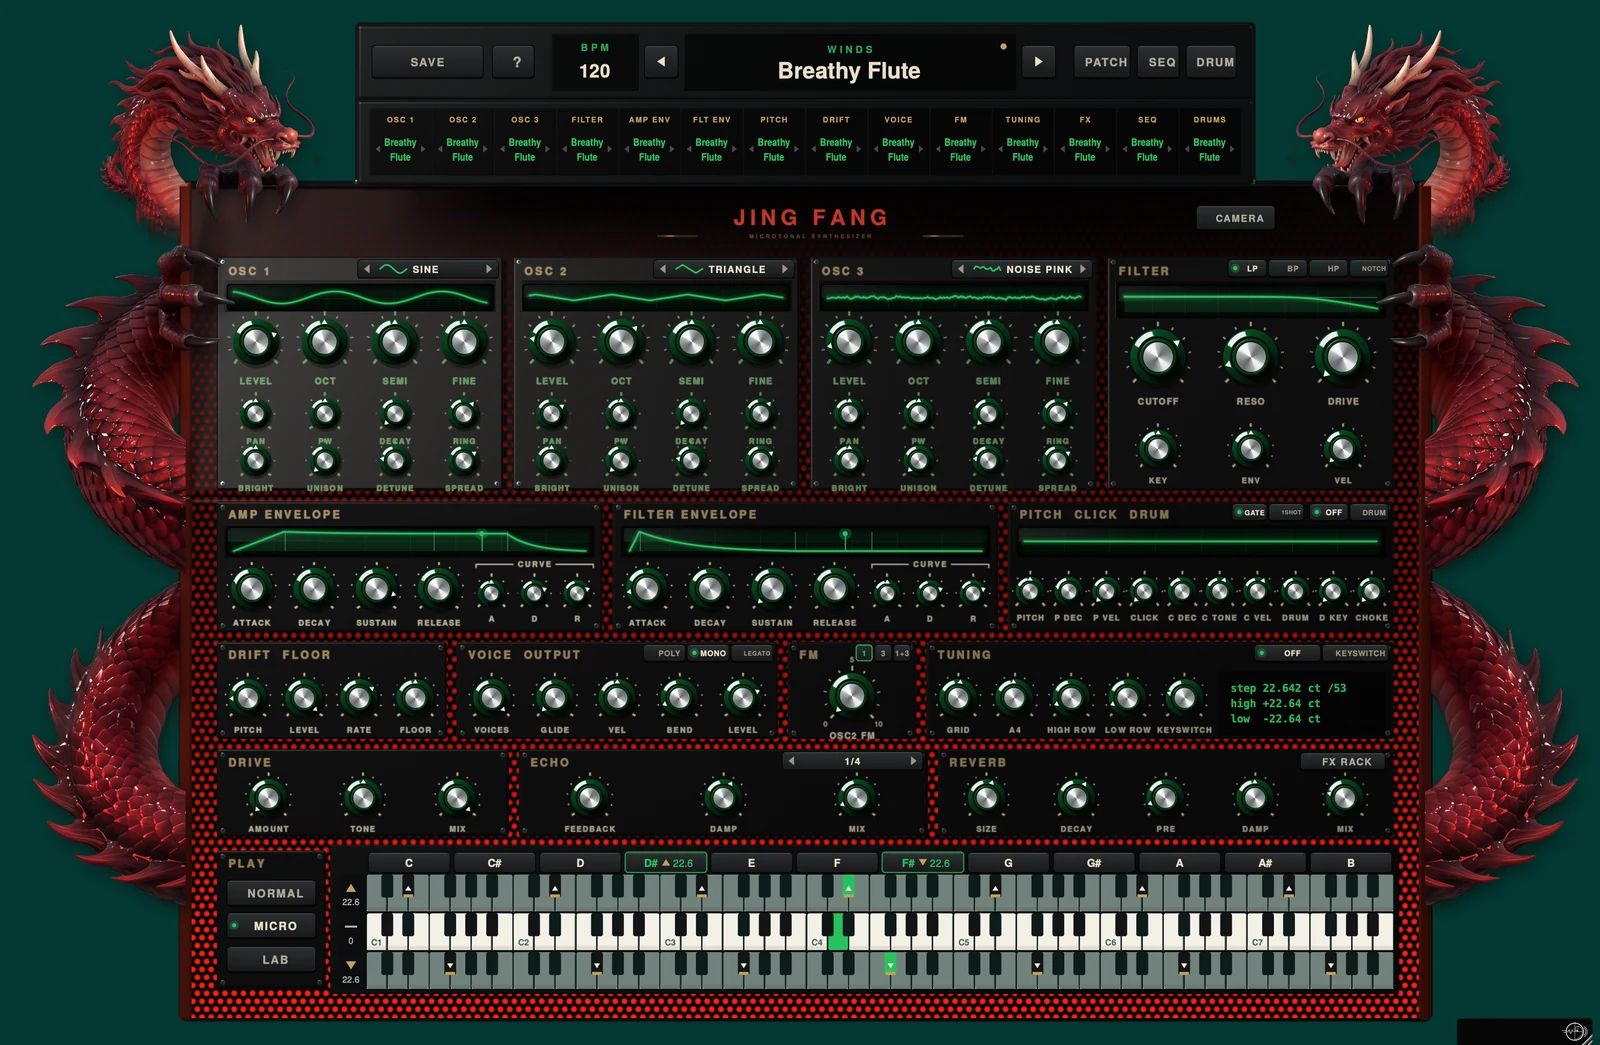 SAVE ? BPM 120 WINDS Breathy Flute PATCH SEQ DRUM
OSC 1 OSC 2 OSC 3 FILTER AMP ENV FLT ENV PITCH DRIFT VOICE FM TUNING FX SEQ DRUMS
Breathy Breathy Breathy Breathy Breathy Breathy Breathy Breathy Breathy Breathy Breathy Breathy Breathy Breathy
Flute Flute Flute Flute Flute Flute Flute Flute Flute Flute Flute Flute Flute Flute
JING FANG
MICROTONAL SYNTHESIZER
CAMERA
OSC 1 SINE OSC 2 TRIANGLE OSC 3 NOISE PINK FILTER LP BP HP NOTCH
LEVEL OCT SEMI FINE LEVEL OCT SEMI FINE LEVEL OCT SEMI FINE CUTOFF RESO DRIVE
PAN PW DECAY RING PAN PW DECAY RING PAN PW DECAY RING
BRIGHT UNISON DETUNE SPREAD BRIGHT UNISON DETUNE SPREAD BRIGHT UNISON DETUNE SPREAD KEY ENV VEL
AMP ENVELOPE FILTER ENVELOPE PITCH CLICK DRUM GATE 1SHOT OFF DRUM
CURVE CURVE
ATTACK DECAY SUSTAIN RELEASE A D R ATTACK DECAY SUSTAIN RELEASE A D R PITCH P DEC P VEL CLICK C DEC C TONE C VEL DRUM D KEY CHOKE
DRIFT FLOOR VOICE OUTPUT POLY MONO LEGATO FM 1 3 1+3 TUNING OFF KEYSWITCH
5
step 22.642 ct /53
high +22.64 ct
low -22.64 ct
0 10
PITCH LEVEL RATE FLOOR VOICES GLIDE VEL BEND LEVEL OSC2 FM GRID A4 HIGH ROW LOW ROW KEYSWITCH
DRIVE ECHO 1/4 REVERB FX RACK
AMOUNT TONE MIX FEEDBACK DAMP MIX SIZE DECAY PRE DAMP MIX
PLAY C C# D D# 22.6 E F F# 22.6 G G# A A# B
NORMAL
22.6
MICRO
0 C1 C2 C3 C4 C5 C6 C7
LAB
22.6